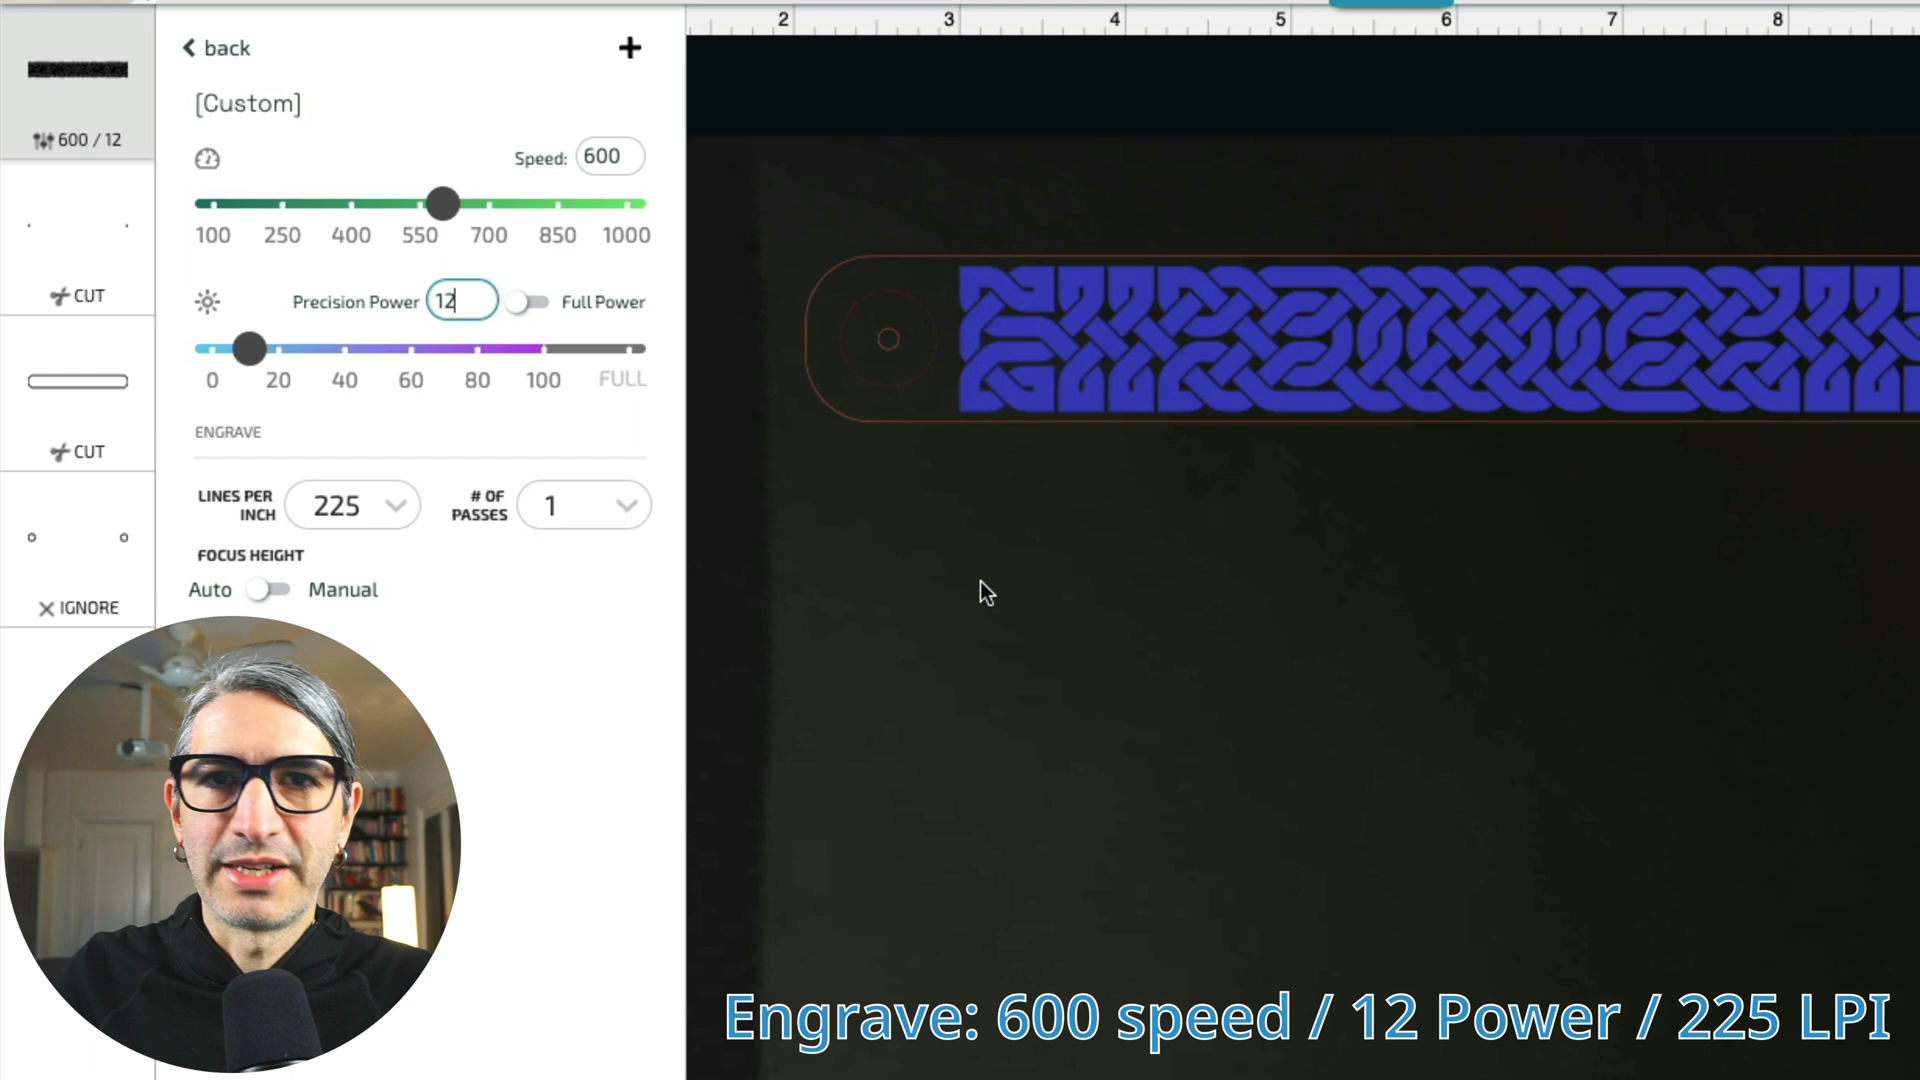 2 3 4 5 6 7 8
back
[Custom]
600 / 12
Speed: 600
100 250 400 550 700 850 1000
CUT
Precision Power 12 Full Power
0 20 40 60 80 100 FULL
ENGRAVE
CUT
LINES PER INCH 225 # OF PASSES 1
FOCUS HEIGHT
Auto Manual
IGNORE
Engrave: 600 speed / 12 Power / 225 LPI